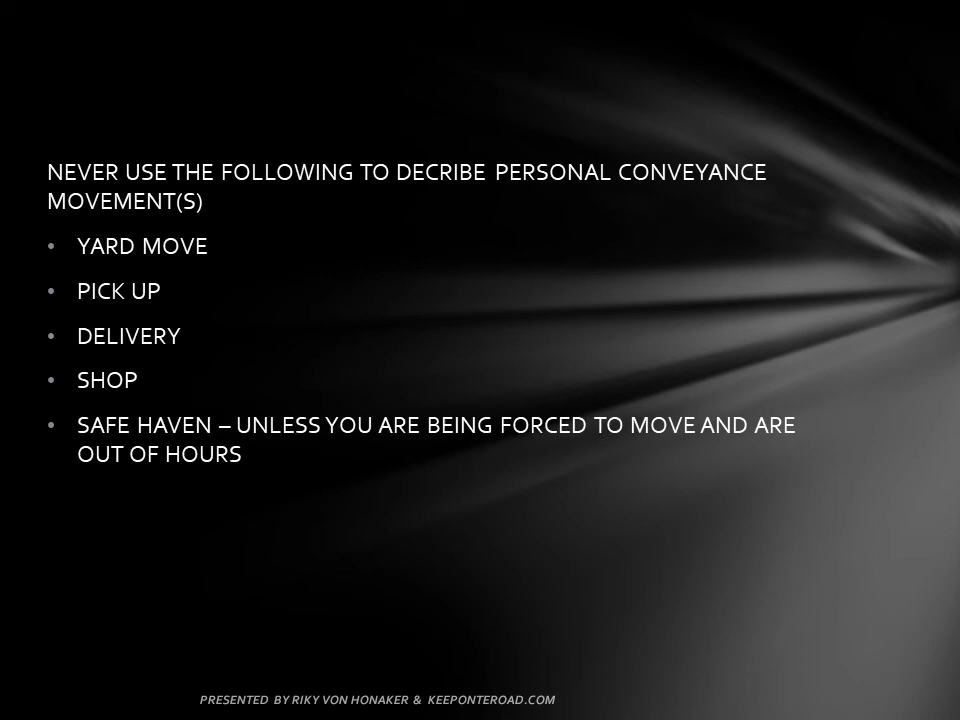 NEVER USE THE FOLLOWING TO DECRIBE PERSONAL CONVEYANCE
MOVEMENT(S)
• YARD MOVE
• PICK UP
• DELIVERY
• SHOP
• SAFE HAVEN – UNLESS YOU ARE BEING FORCED TO MOVE AND ARE
OUT OF HOURS
PRESENTED BY RIKY VON HONAKER & KEEPONTEROAD.COM